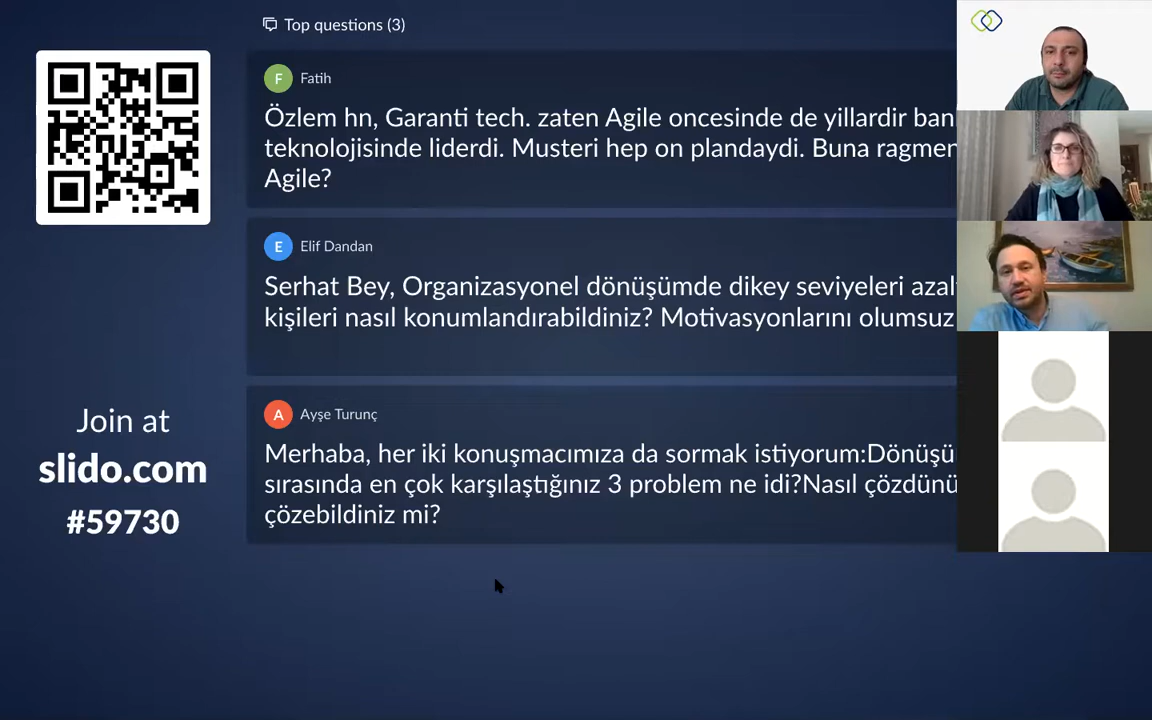 Top questions (3)
F Fatih
Özlem hn, Garanti tech. zaten Agile oncesinde de yillardir ban
teknolojisinde liderdi. Musteri hep on plandaydi. Buna ragmen
Agile?
E Elif Dandan
Serhat Bey, Organizasyonel dönüşümde dikey seviyeleri azal
kişileri nasıl konumlandırabildiniz? Motivasyonlarını olumsuz
A Ayşe Turunç
Merhaba, her iki konuşmacımıza da sormak istiyorum:Dönüşü
sırasında en çok karşılaştığınız 3 problem ne idi?Nasıl çözdünü
çözebildiniz mi?
Join at
slido.com
#59730